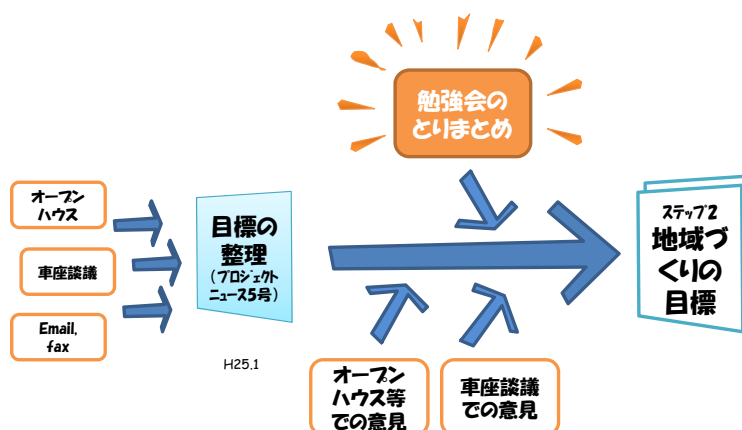 勉強会の
とりまとめ
オープン
ハウス
車座談議
Email,
fax
目標の
整理
(プロジェクト
ニュース5号)
H25.1
オープン
ハウス等
での意見
車座談議
での意見
ステップ2
地域づ
くりの
目標